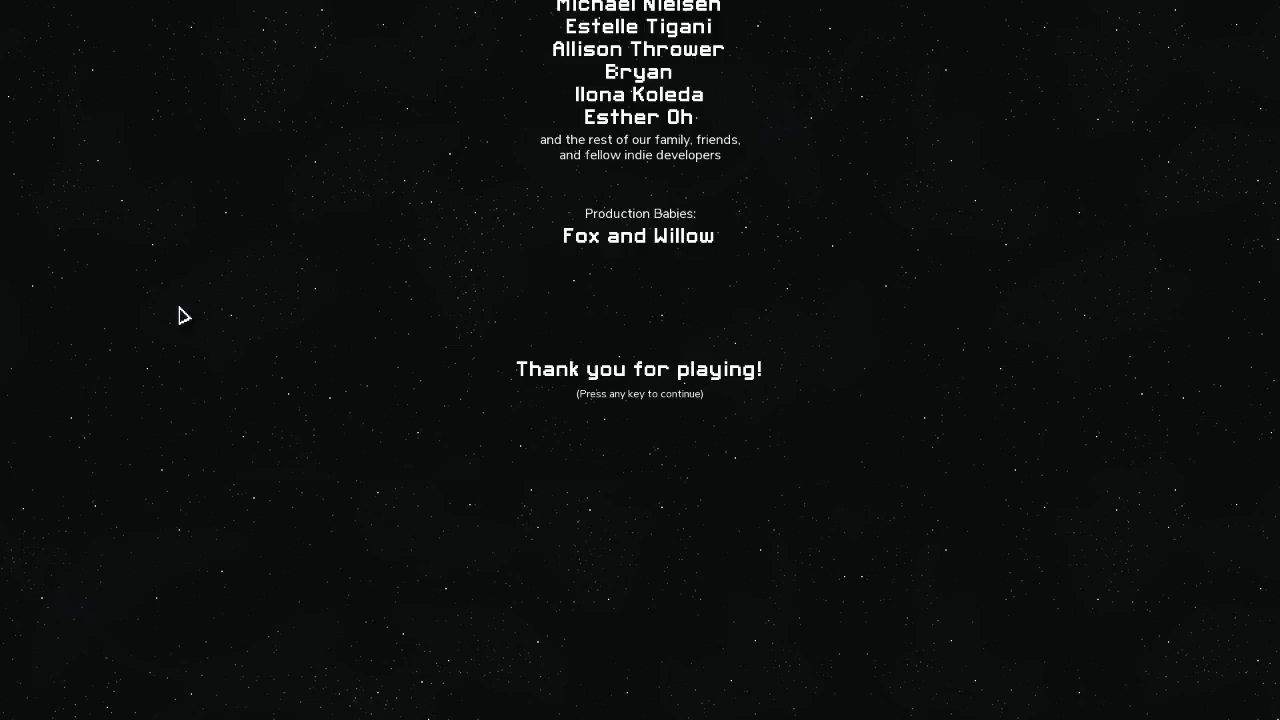 Michael Nielsen
Estelle Tigani
Allison Thrower
Bryan
Ilona Koleda
Esther Oh
and the rest of our family, friends,
and fellow indie developers
Production Babies:
Fox and Willow
Thank you for playing!
(Press any key to continue)